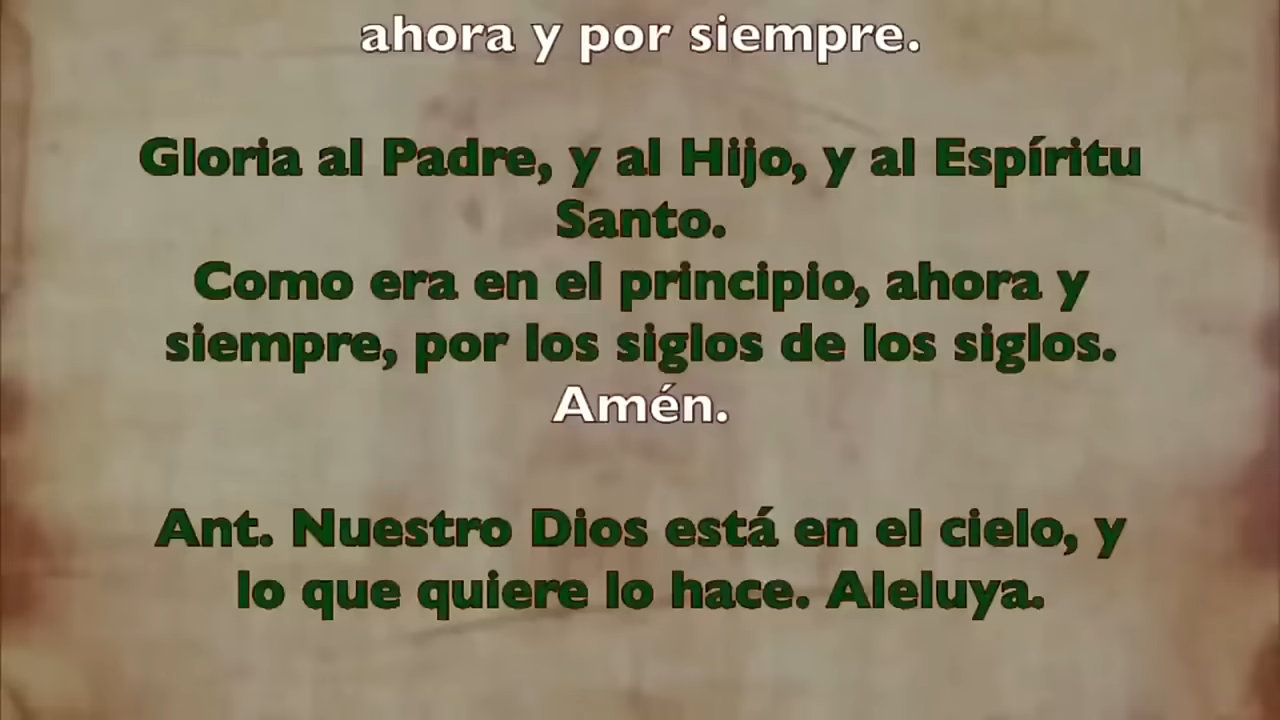 ahora y por siempre.
Gloria al Padre, y al Hijo, y al Espíritu
Santo.
Como era en el principio, ahora y
siempre, por los siglos de los siglos.
Amén.
Ant. Nuestro Dios está en el cielo, y
lo que quiere lo hace. Aleluya.